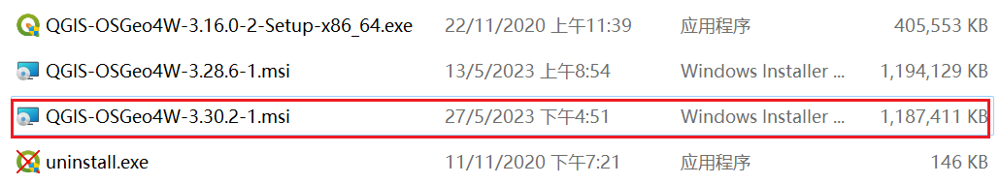 QGIS-OSGeo4W-3.16.0-2-Setup-x86_64.exe 22/11/2020 上午11:39 应用程序 405,553 KB
QGIS-OSGeo4W-3.28.6-1.msi 13/5/2023 上午8:54 Windows Installer ... 1,194,129 KB
QGIS-OSGeo4W-3.30.2-1.msi 27/5/2023 下午4:51 Windows Installer ... 1,187,411 KB
uninstall.exe 11/11/2020 下午7:21 应用程序 146 KB